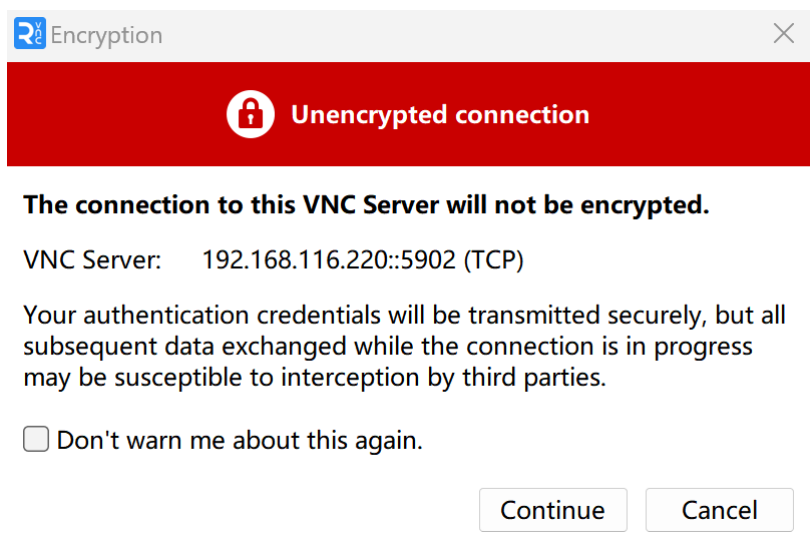 Encryption
Unencrypted connection
The connection to this VNC Server will not be encrypted.
VNC Server: 192.168.116.220::5902 (TCP)
Your authentication credentials will be transmitted securely, but all
subsequent data exchanged while the connection is in progress
may be susceptible to interception by third parties.
Don't warn me about this again.
Continue Cancel